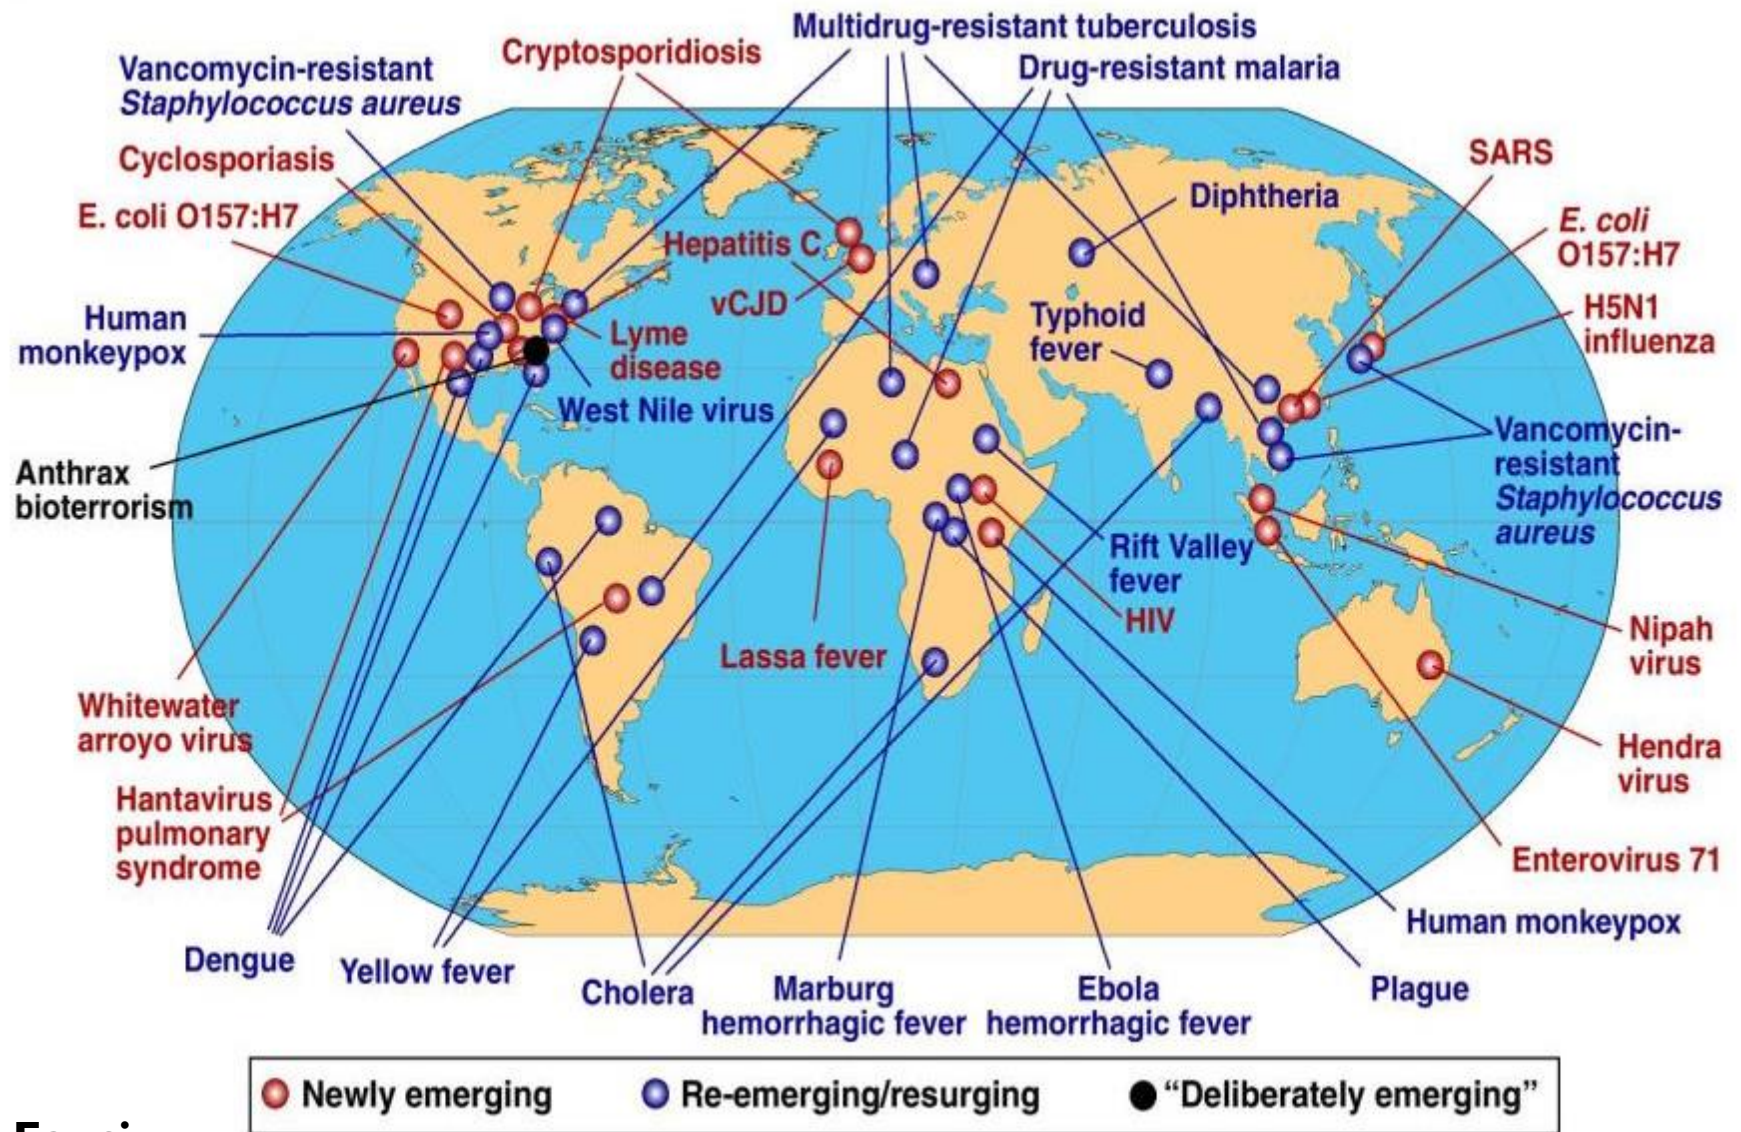 Multidrug-resistant tuberculosis
Cryptosporidiosis
Drug-resistant malaria
Vancomycin-resistant
Staphylococcus aureus
Cyclosporiasis
SARS
Diphtheria
E. coli O157:H7
E. coli
O157:H7
Hepatitis C
vCJD
H5N1
influenza
Typhoid
fever
Human
monkeypox
Lyme
disease
West Nile virus
Vancomycin-
resistant
Staphylococcus
aureus
Anthrax
bioterrorism
Rift Valley
fever
HIV
Nipah
virus
Lassa fever
Whitewater
arroyo virus
Hendra
virus
Hantavirus
pulmonary
syndrome
Enterovirus 71
Human monkeypox
Dengue
Yellow fever
Cholera
Marburg
hemorrhagic fever
Ebola
hemorrhagic fever
Plague
Newly emerging
Re-emerging/resurging
“Deliberately emerging”